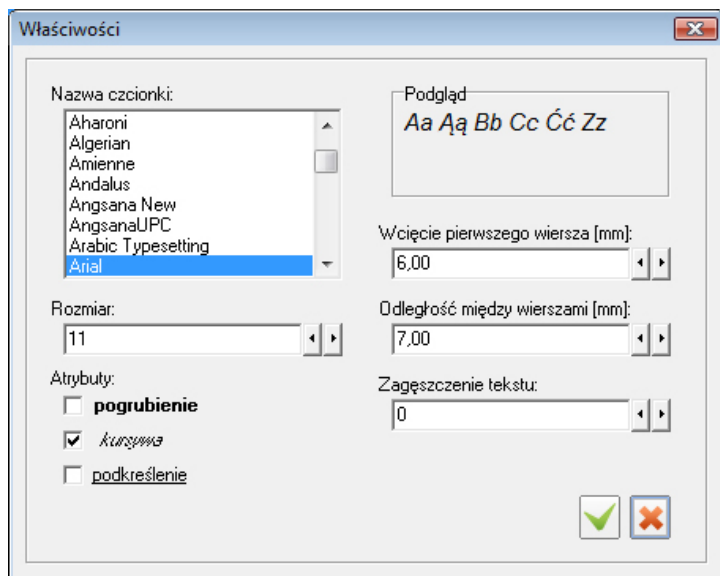 Właściwości
Nazwa czcionki:
Aharoni
Algerian
Amienne
Andalus
Angsana New
AngsanaUPC
Arabic Typesetting
Arial
Rozmiar:
11
Atrybuty:
pogrubienie
kursywa
podkreślenie
Podgląd
Aa Ąą Bb Cc Ćć Zz
Wcięcie pierwszego wiersza [mm]:
6,00
Odległość między wierszami [mm]:
7,00
Zagęszczenie tekstu:
0